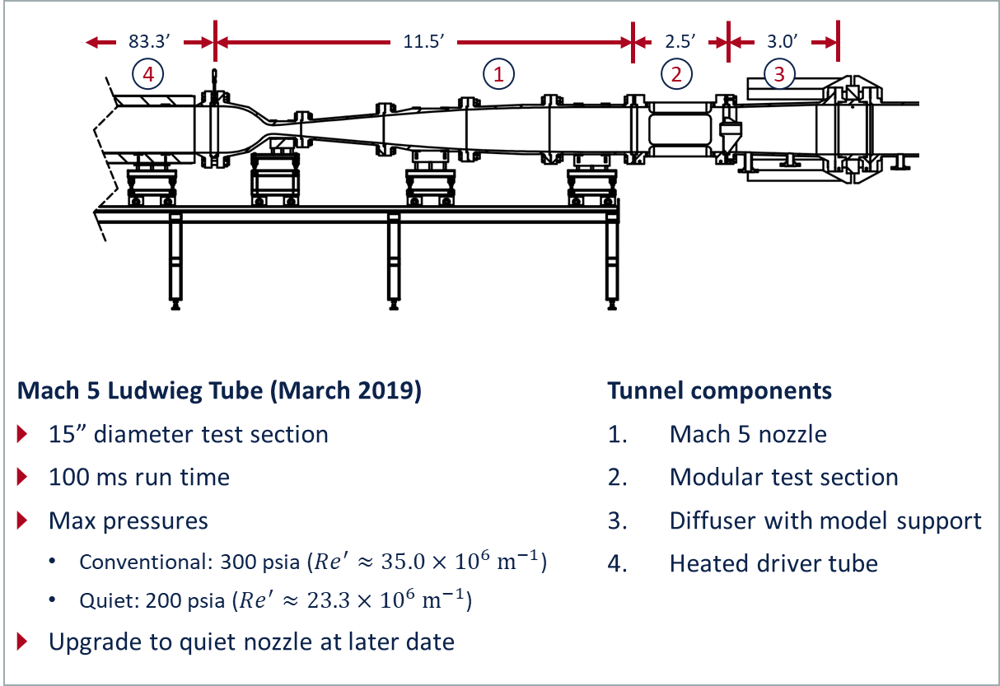 83.3’ 11.5’ 2.5’ 3.0’
4 1 2 3
Mach 5 Ludwieg Tube (March 2019)
15” diameter test section
100 ms run time
Max pressures
• Conventional: 300 psia (𝑅𝑒′ ≈ 35.0 × 10⁶ m⁻¹)
• Quiet: 200 psia (𝑅𝑒′ ≈ 23.3 × 10⁶ m⁻¹)
Upgrade to quiet nozzle at later date
Tunnel components
1. Mach 5 nozzle
2. Modular test section
3. Diffuser with model support
4. Heated driver tube